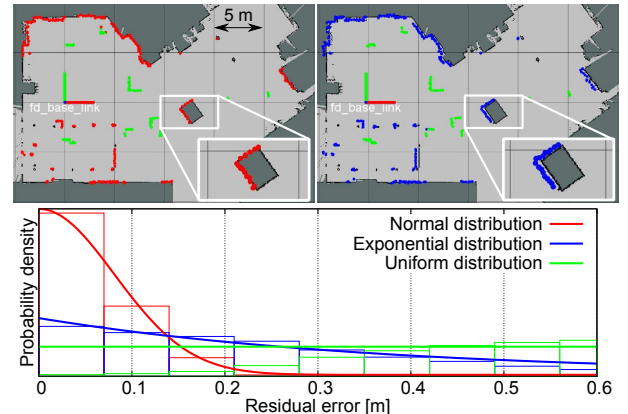 5 m
fd_base_link
fd_base_link
Probability density
Normal distribution
Exponential distribution
Uniform distribution
0 0.1 0.2 0.3 0.4 0.5 0.6
Residual error [m]